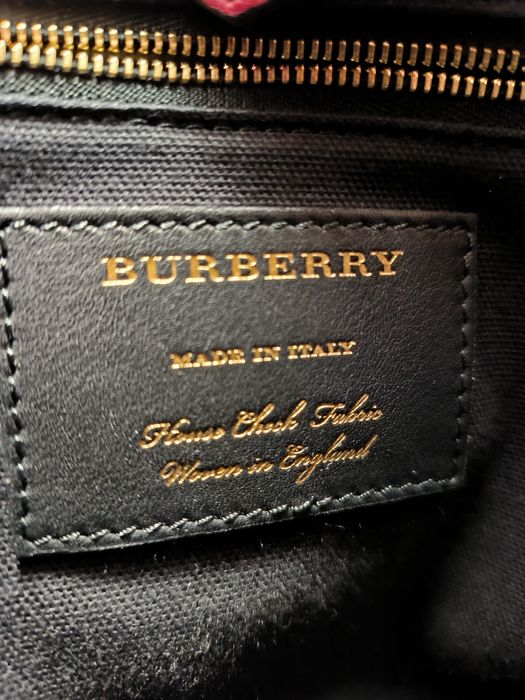 BURBERRY
MADE IN ITALY
House Check Fabric
Woven in England